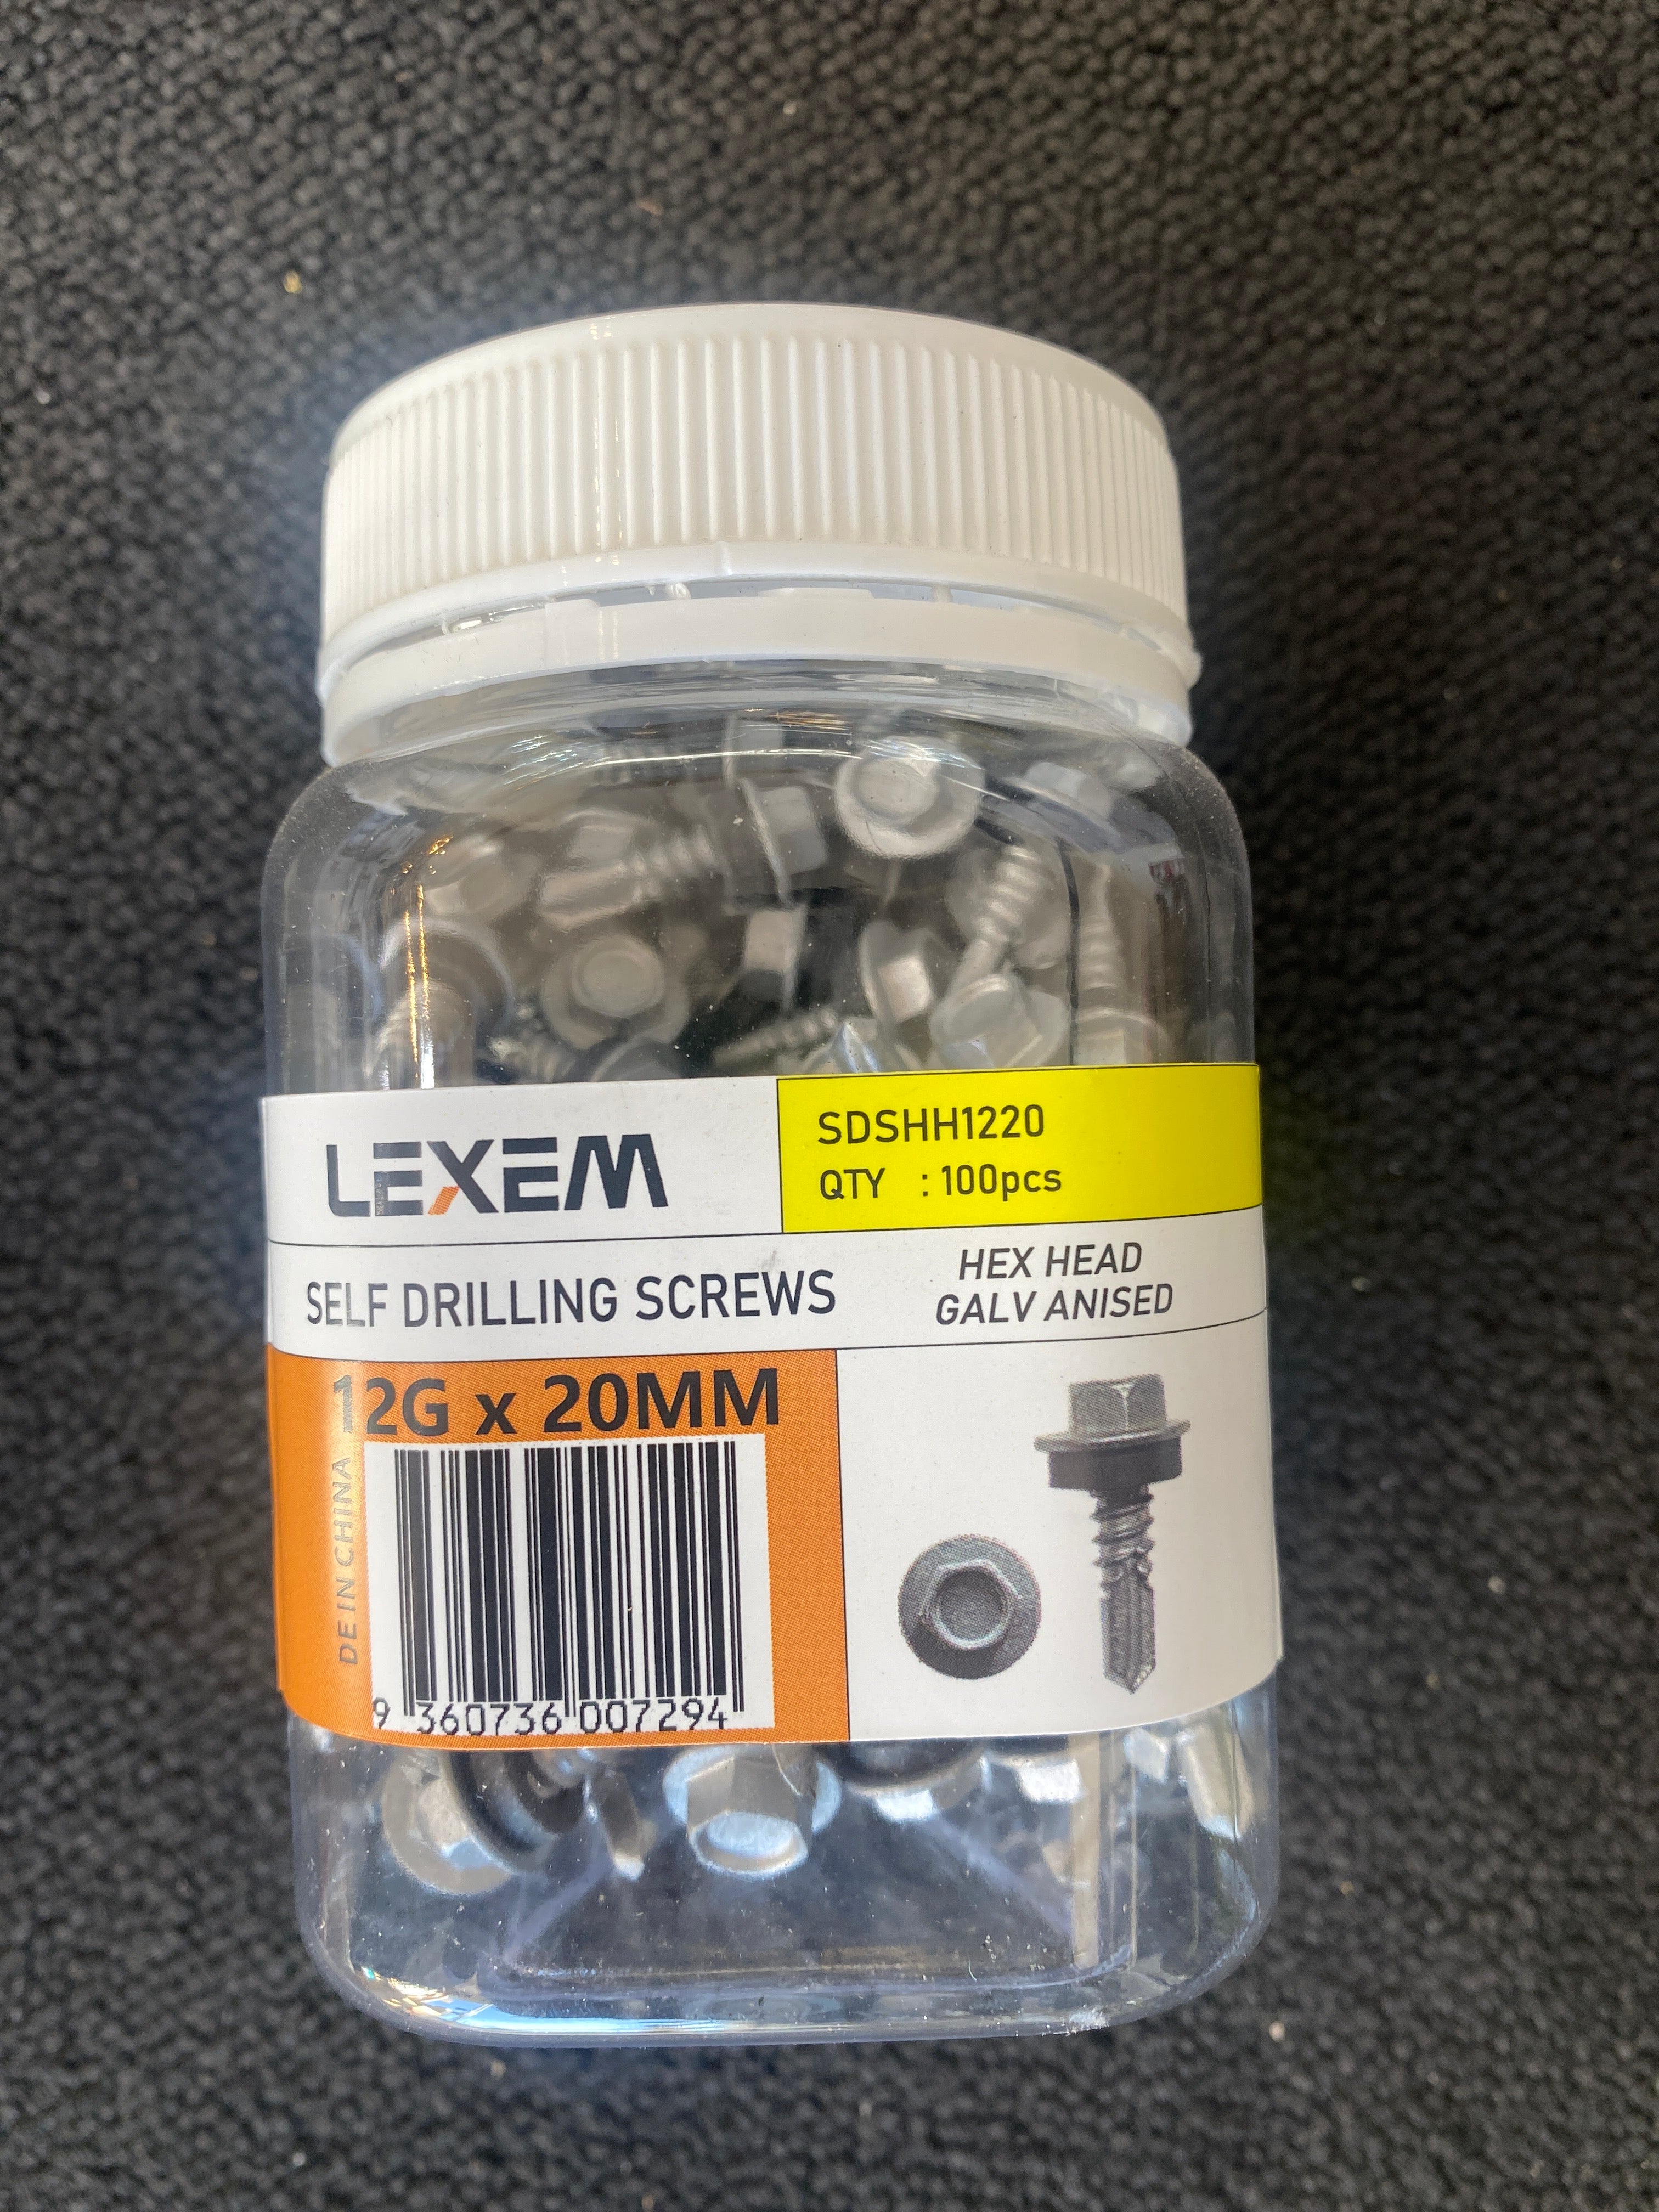 LEXEM
SDSHH1220
QTY : 100pcs
SELF DRILLING SCREWS
HEX HEAD
GALV ANISED
12G x 20MM
DE IN CHINA
9 360736 007294